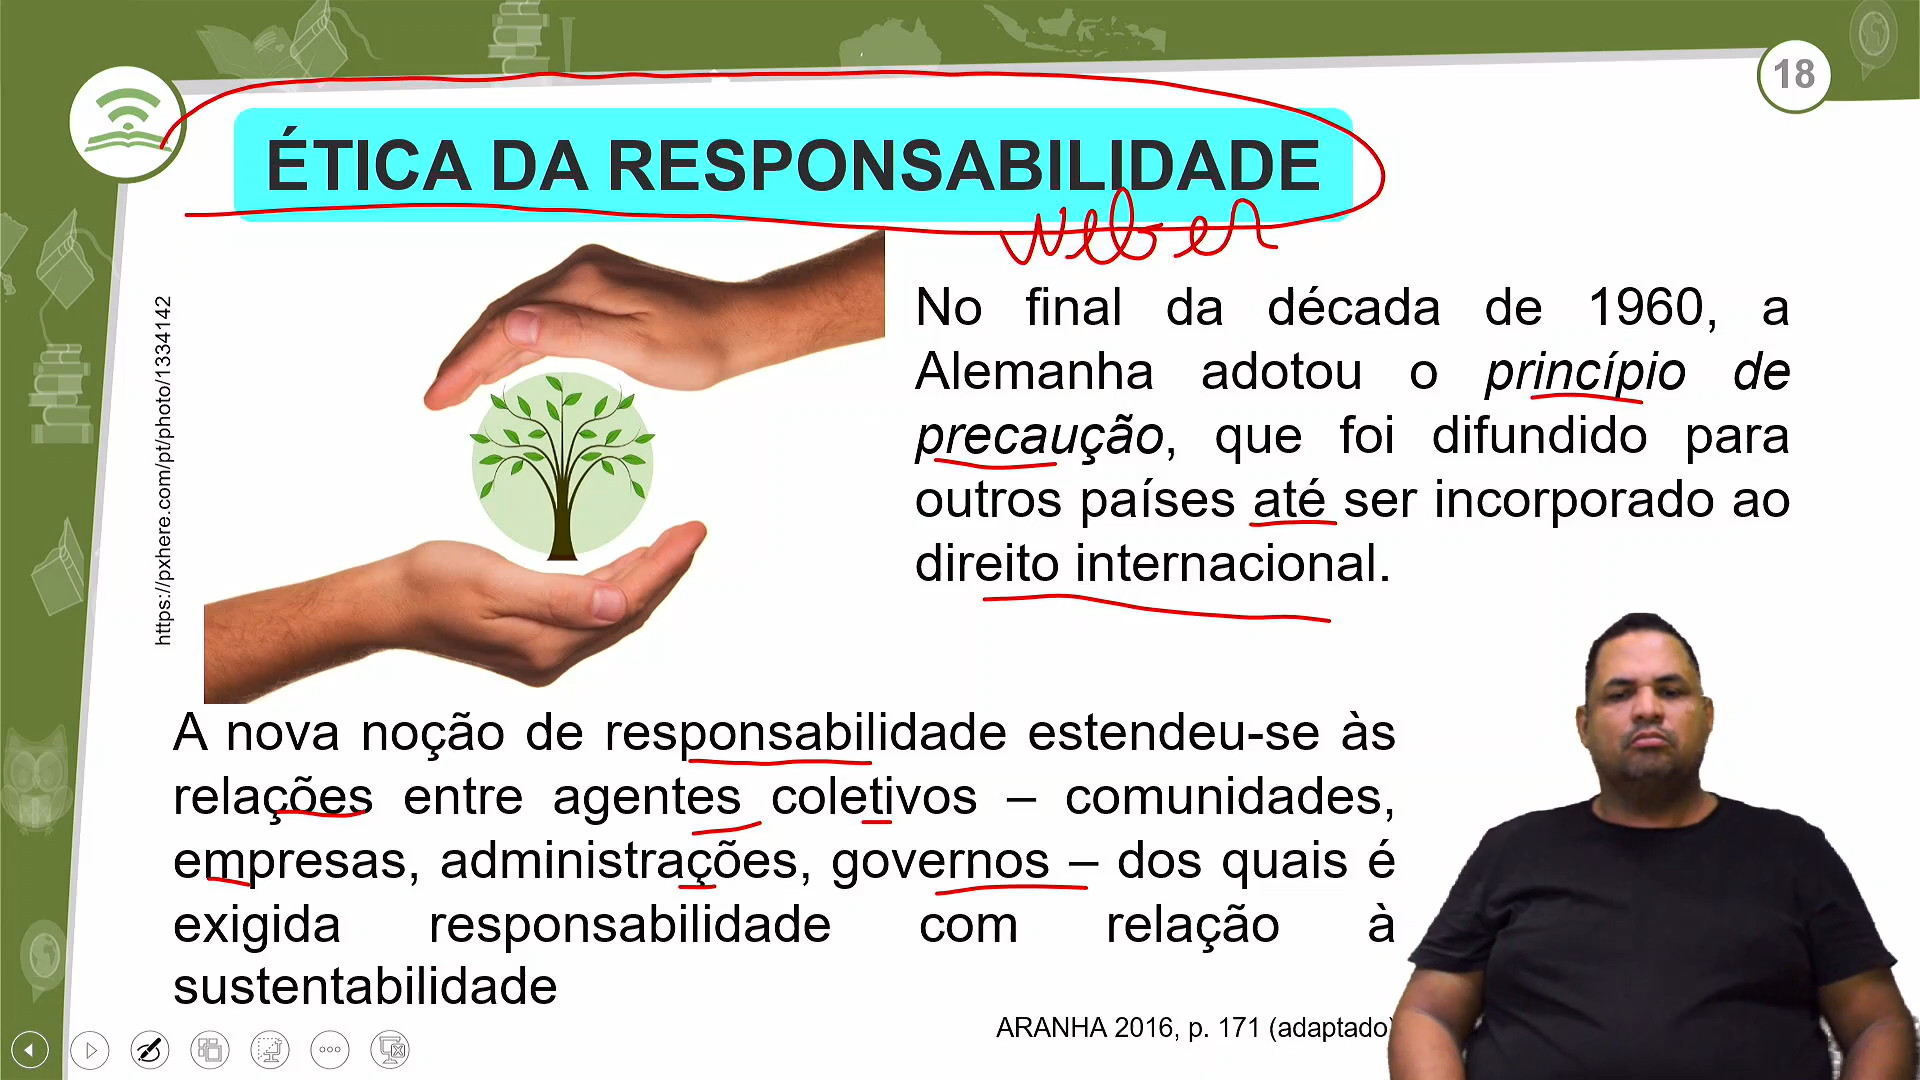 18
ÉTICA DA RESPONSABILIDADE
Weber
https://pxhere.com/pt/photo/1334142
No final da década de 1960, a
Alemanha adotou o princípio de
precaução, que foi difundido para
outros países até ser incorporado ao
direito internacional.
A nova noção de responsabilidade estendeu-se às
relações entre agentes coletivos – comunidades,
empresas, administrações, governos – dos quais é
exigida responsabilidade com relação à
sustentabilidade
ARANHA 2016, p. 171 (adaptado)